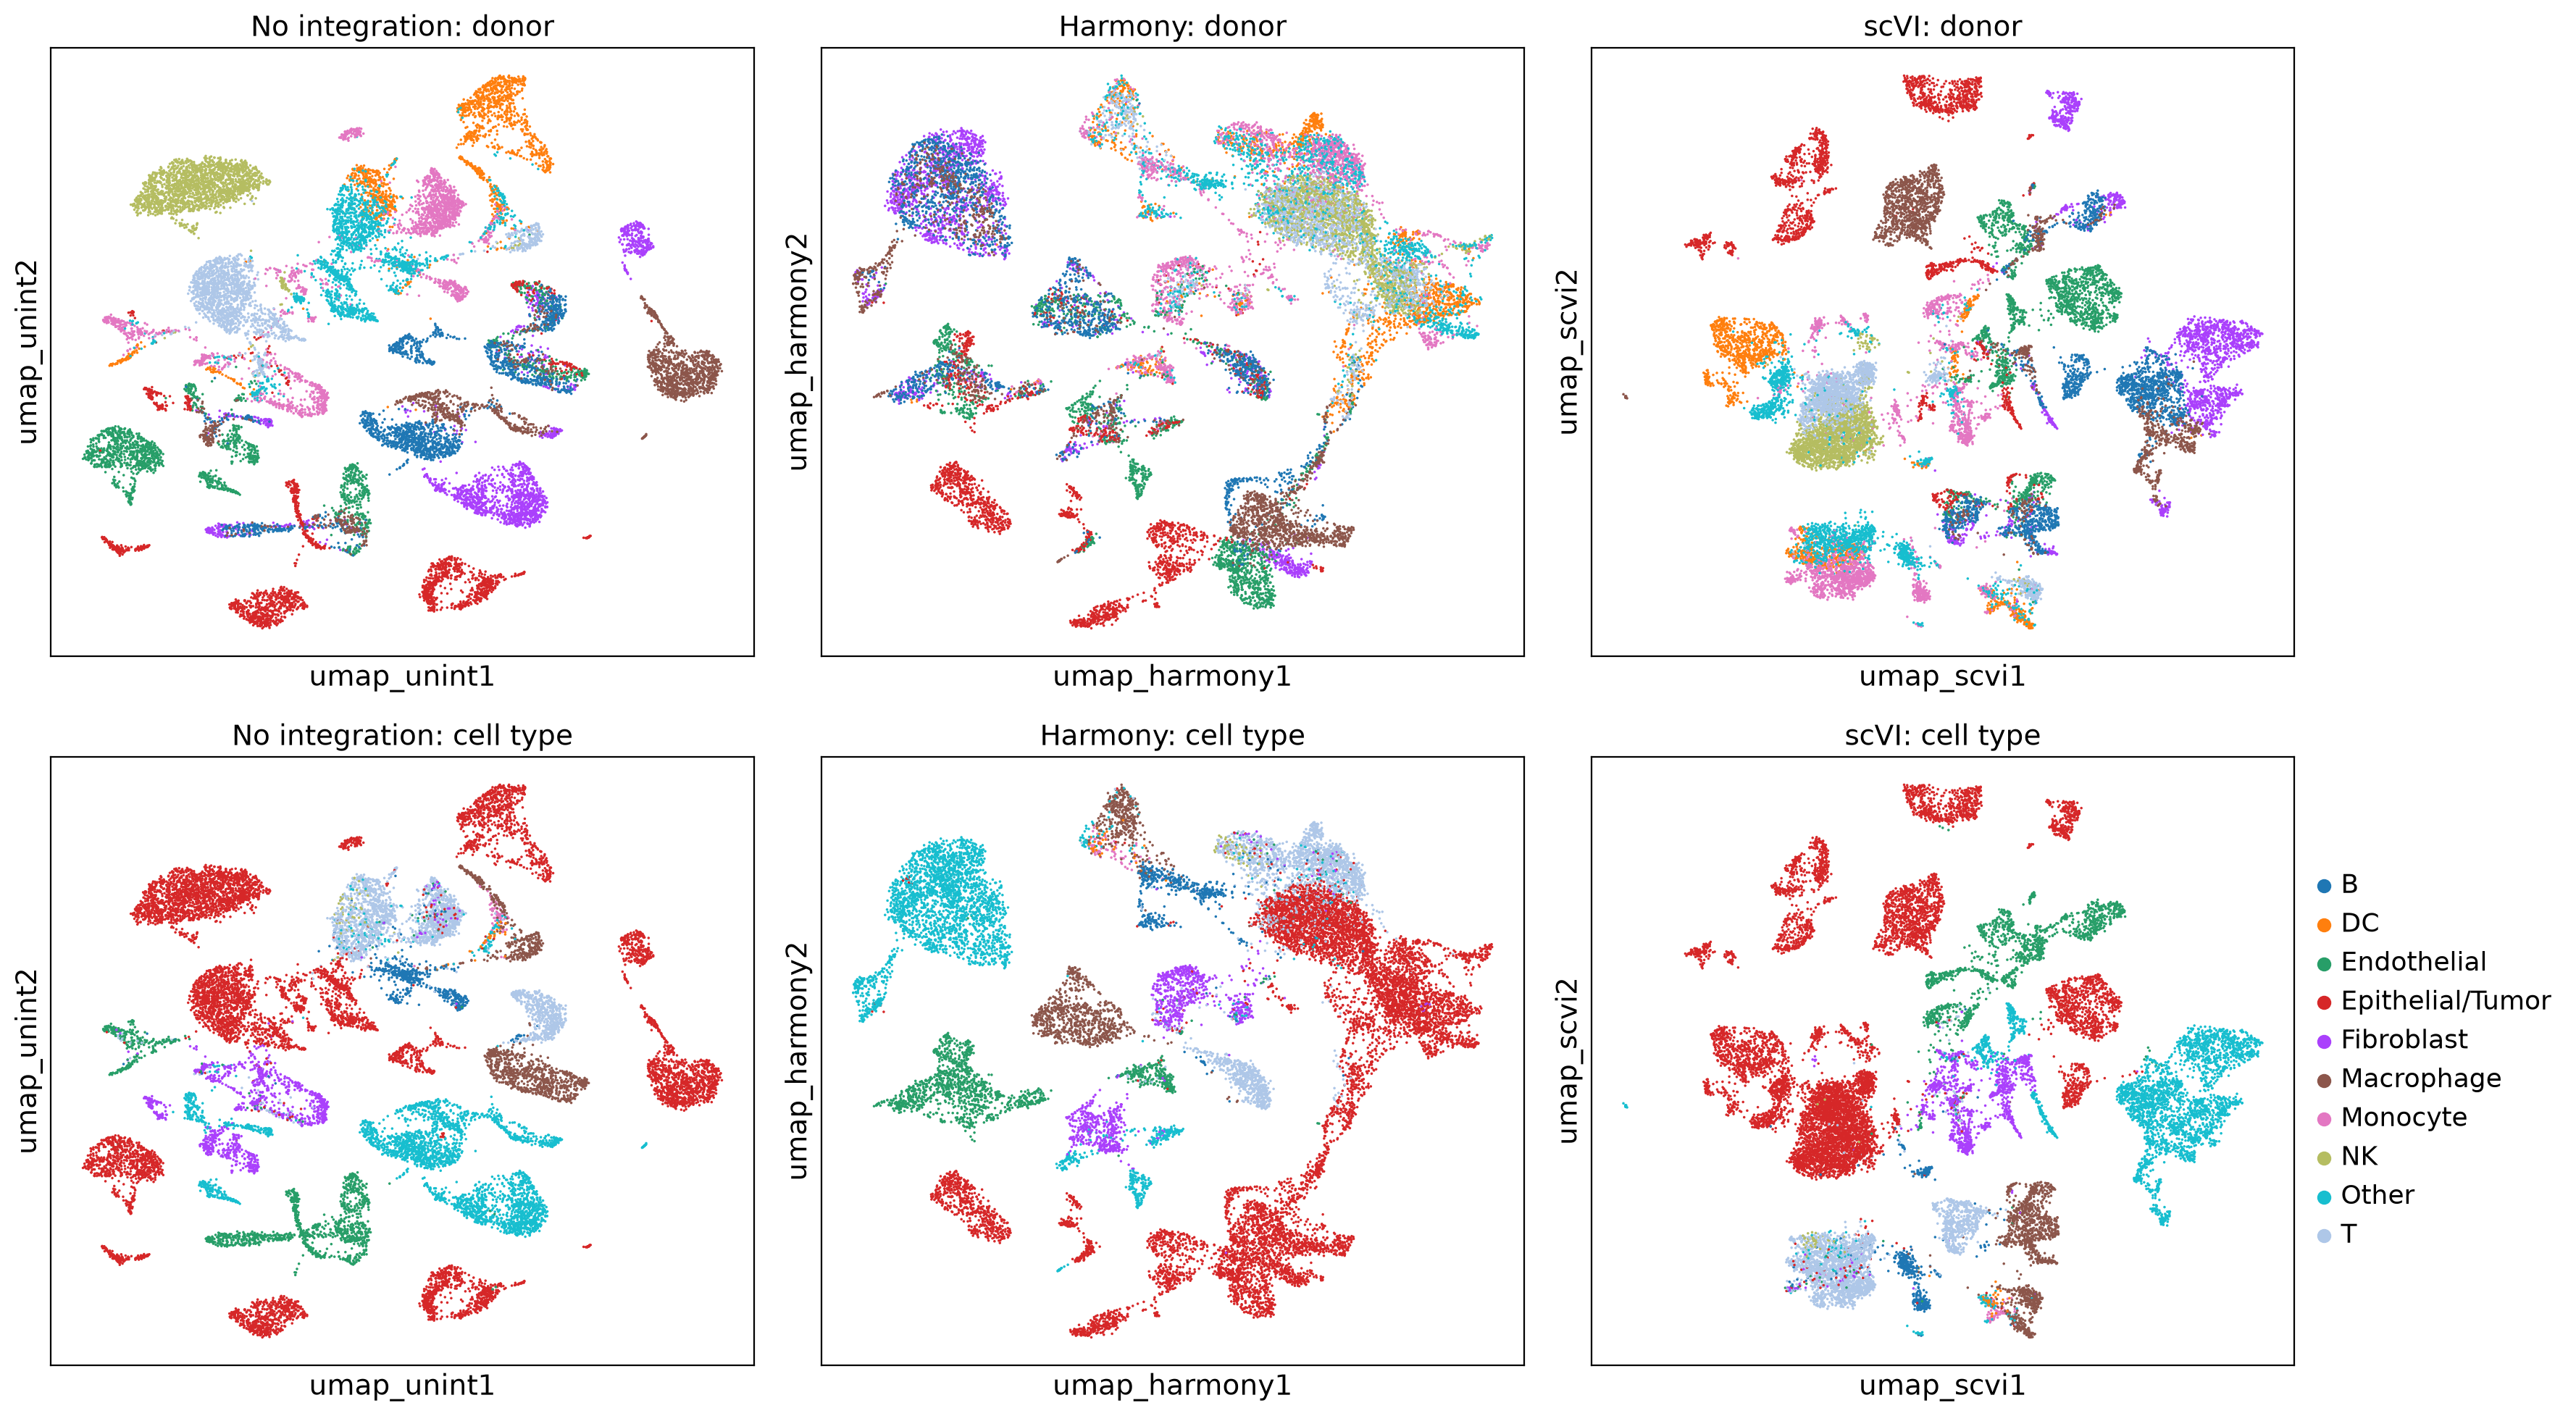 No integration: donor
Harmony: donor
scVI: donor
umap_unint2
umap_harmony2
umap_scvi2
umap_unint1
umap_harmony1
umap_scvi1
No integration: cell type
Harmony: cell type
scVI: cell type
umap_unint2
umap_harmony2
umap_scvi2
B
DC
Endothelial
Epithelial/Tumor
Fibroblast
Macrophage
Monocyte
NK
Other
T
umap_unint1
umap_harmony1
umap_scvi1